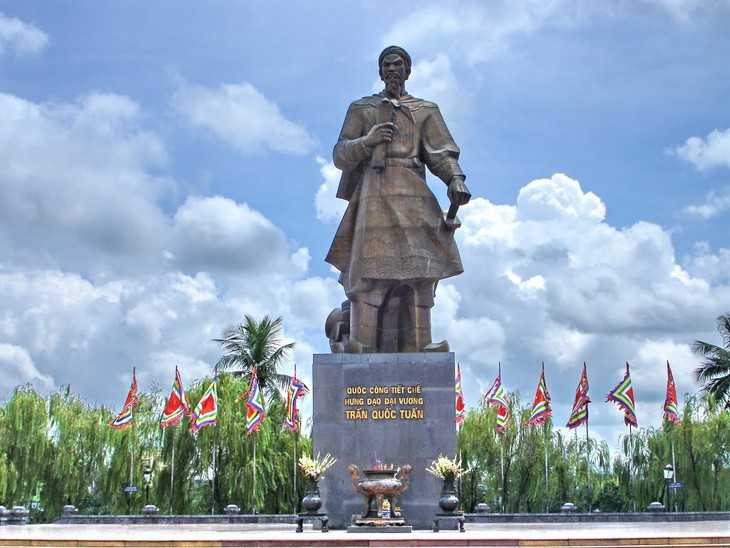 QUỐC CÔNG TIẾT CHẾ
HƯNG ĐẠO ĐẠI VƯƠNG
TRẦN QUỐC TUẤN